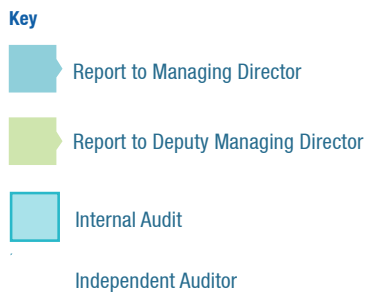 Key
Report to Managing Director
Report to Deputy Managing Director
Internal Audit
Independent Auditor